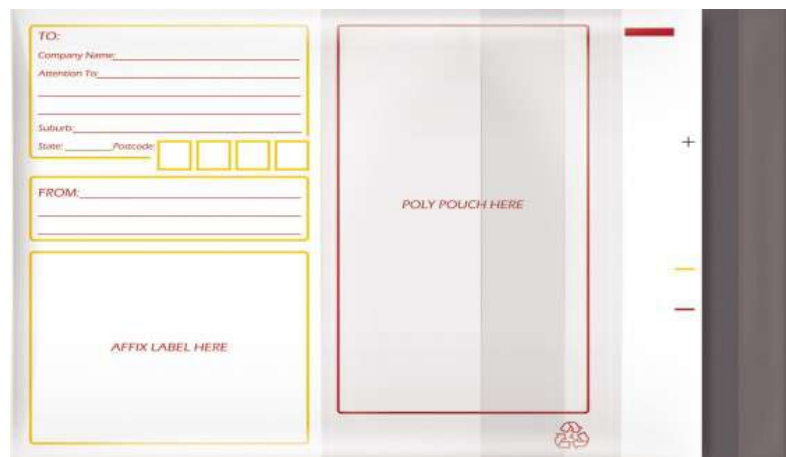 TO:
Company Name:
Attention To:
Suburb:
State: Postcode:
FROM:
AFFIX LABEL HERE
POLY POUCH HERE